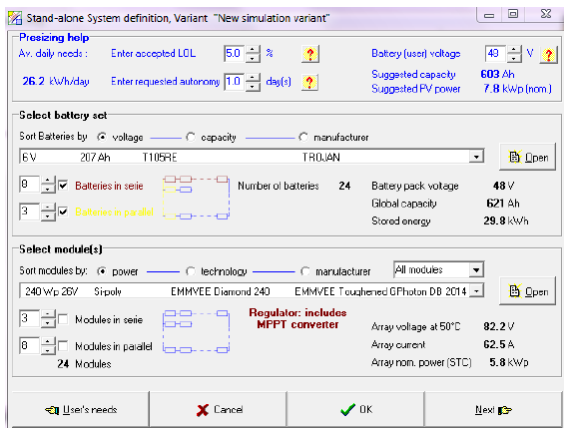 Stand-alone System definition, Variant "New simulation variant"
Presizing help
Av. daily needs : Enter accepted LOL 5.0 % ? Battery (user) voltage 48 V ?
26.2 kWh/day Enter requested autonomy 1.0 day(s) ? Suggested capacity 603 Ah
Suggested PV power 7.8 kWp (nom.)
Select battery set
Sort Batteries by voltage capacity manufacturer
6 V 207 Ah T105RE TROJAN Open
8 Batteries in serie Number of batteries 24 Battery pack voltage 48 V
3 Batteries in parallel Global capacity 621 Ah
Stored energy 29.8 kWh
Select module(s)
Sort modules by: power technology manufacturer All modules
240 Wp 26V Si-poly EMMVEE Diamond 240 EMMVEE Toughened GPhoton DB 2014 Open
3 Modules in serie Regulator: includes MPPT converter Array voltage at 50°C 82.2 V
8 Modules in parallel Array current 62.5 A
24 Modules Array nom. power (STC) 5.8 kWp
User's needs Cancel OK Next